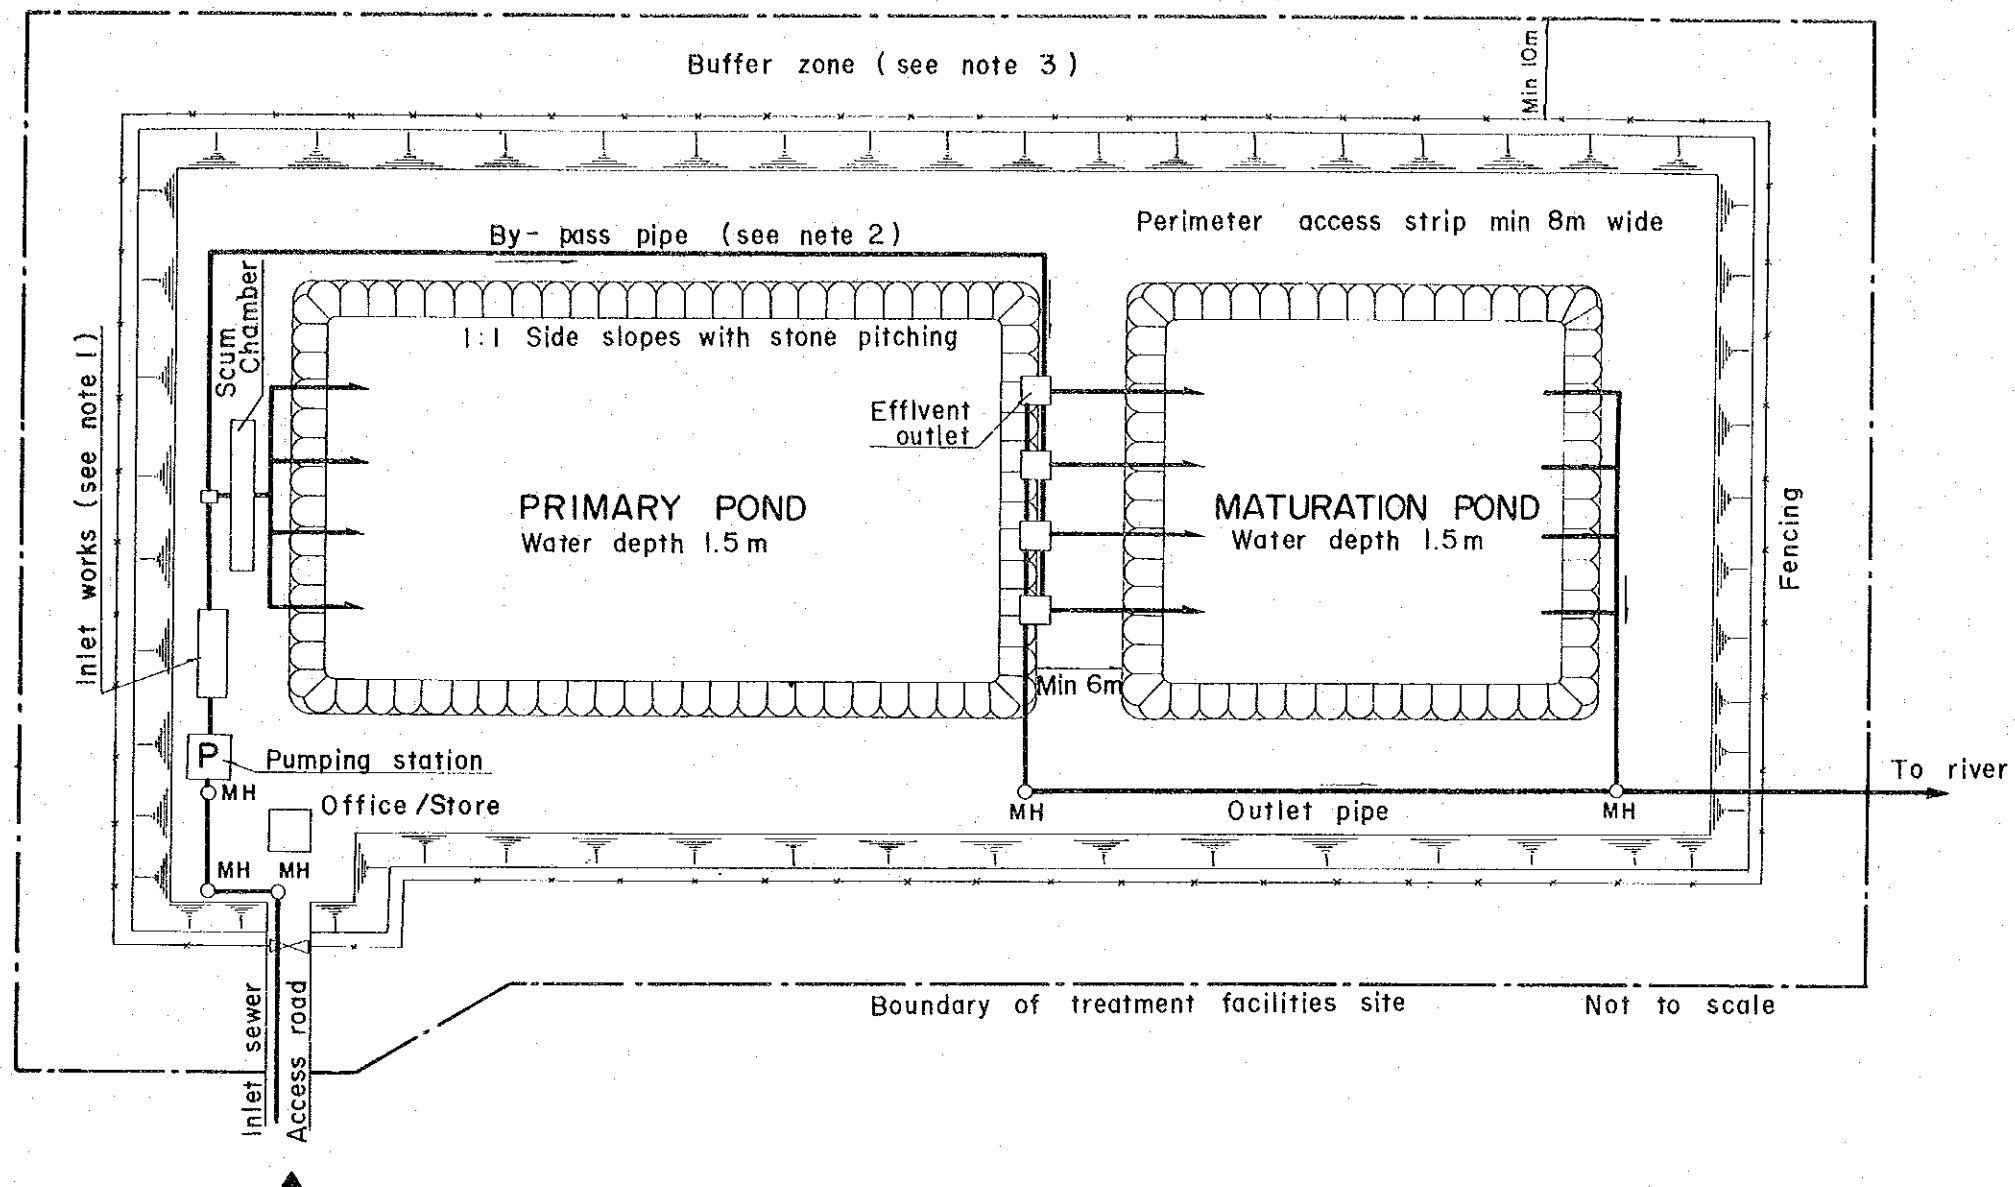 Buffer zone (see note 3)
Min 10m
By-pass pipe (see nete 2)
Perimeter access strip min 8m wide
Scum
Chamber
1:1 Side slopes with stone pitching
Inlet works (see note 1)
Efflvent
outlet
PRIMARY POND
Water depth 1.5m
MATURATION POND
Water depth 1.5m
Fencing
Min 6m
P
Pumping station
MH
Office/Store
MH
MH
MH
Outlet pipe
MH
To river
Inlet sewer
Access road
Boundary of treatment facilities site
Not to scale